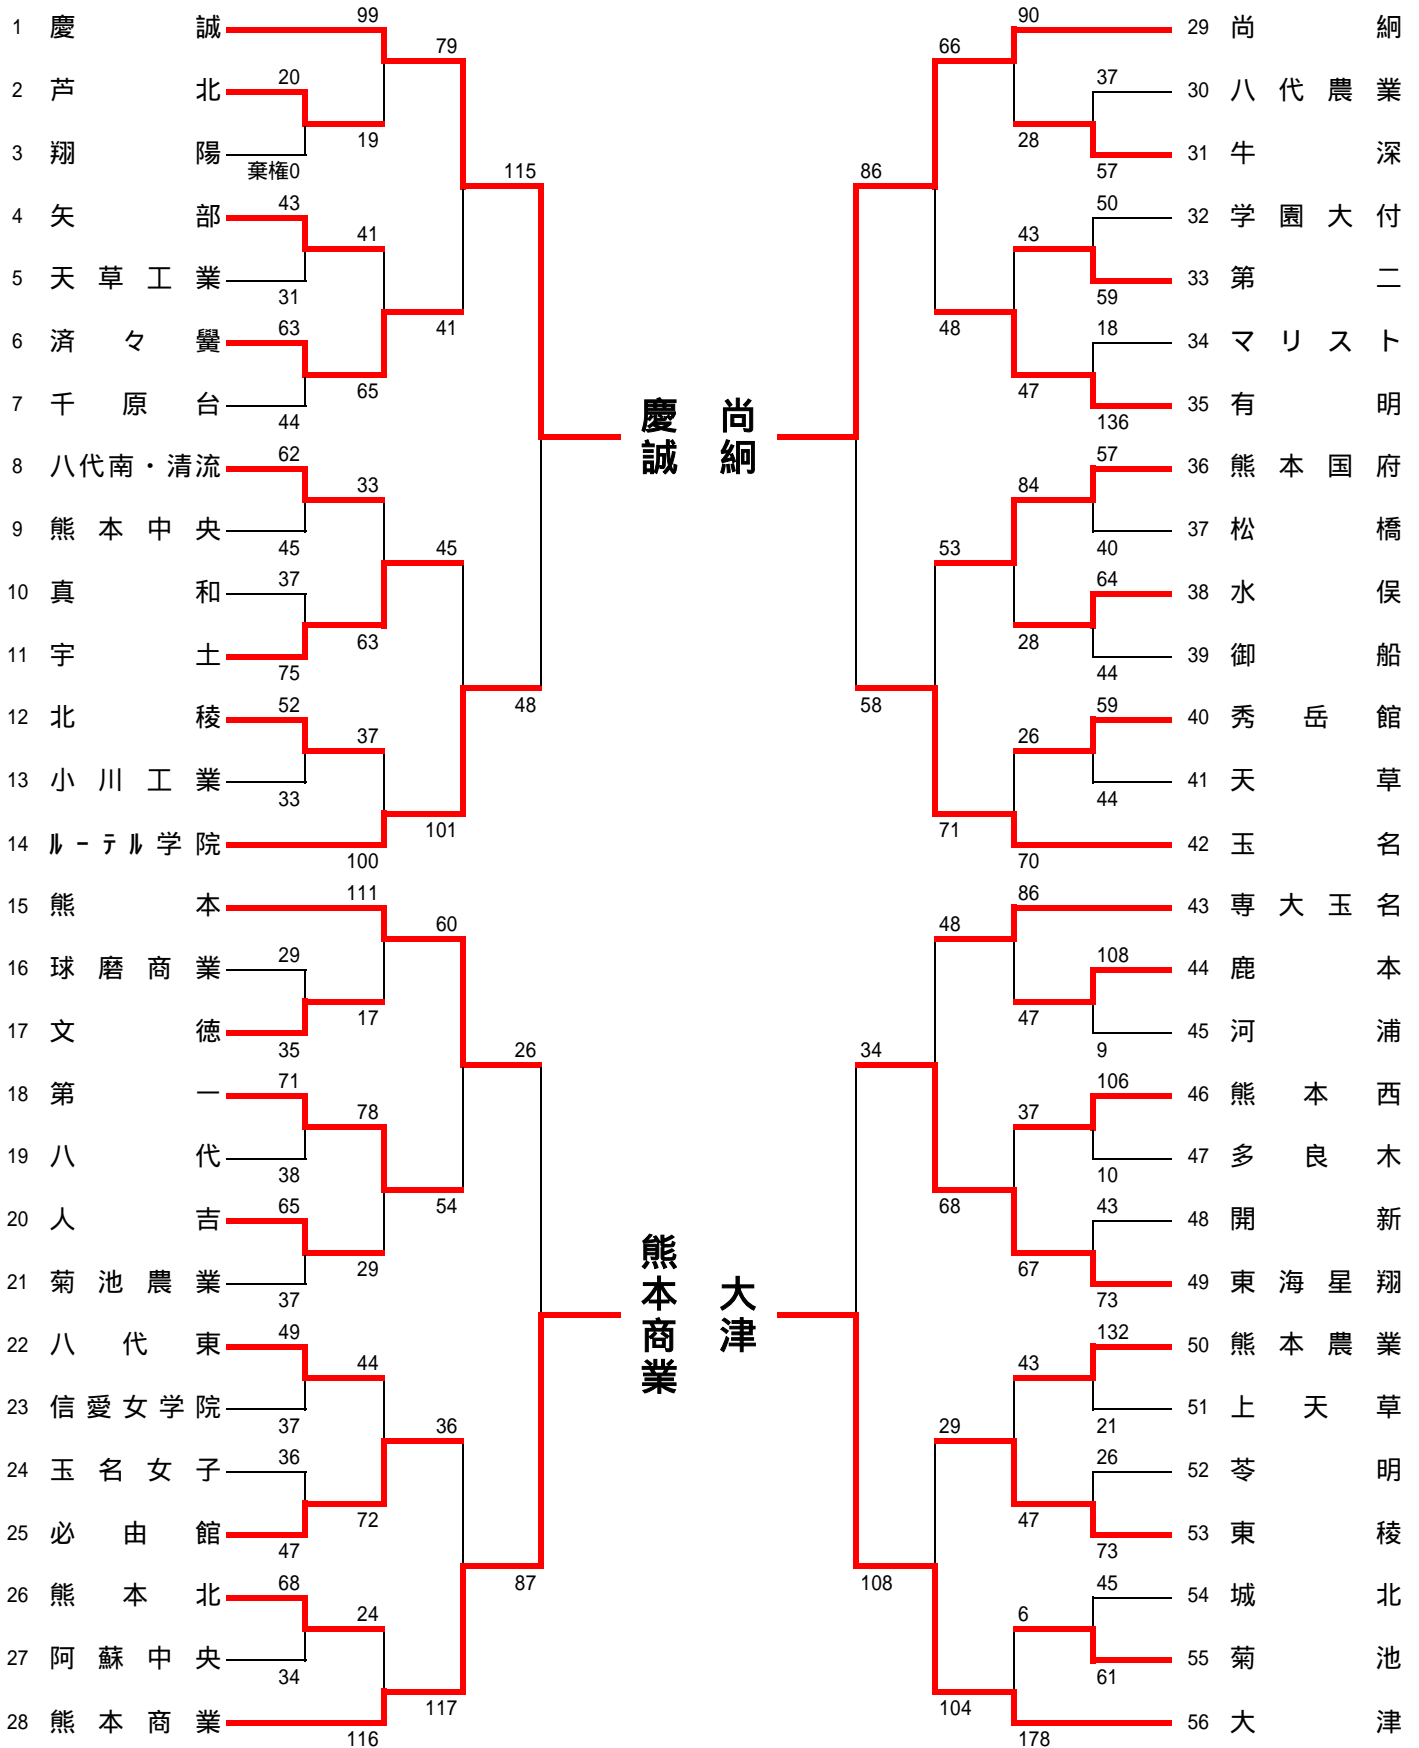 1 慶誠 99
79
2 芦北 20
19
3 翔陽 棄権0
115
4 矢部 43
41
5 天草工業 31
41
6 済々黌 63
65
7 千原台 44
慶誠
8 八代南・清流 62
33
9 熊本中央 45
45
10 真和 37
63
11 宇土 75
48
12 北稜 52
37
13 小川工業 33
101
14 ルーテル学院 100
15 熊本 111
60
16 球磨商業 29
17
17 文徳 35
26
18 第一 71
78
19 八代 38
54
20 人吉 65
29
21 菊池農業 37
熊本商業
22 八代東 49
44
23 信愛女学院 37
36
24 玉名女子 36
72
25 必由館 47
87
26 熊本北 68
24
27 阿蘇中央 34
117
28 熊本商業 116
90 29 尚絅
66
37 30 八代農業
28
57 31 牛深
86
50 32 学園大付
43
59 33 第二
48
18 34 マリスト
47
136 35 有明
尚絅
57 36 熊本国府
84
40 37 松橋
53
64 38 水俣
28
44 39 御船
58
59 40 秀岳館
26
44 41 天草
71
70 42 玉名
86 43 専大玉名
48
108 44 鹿本
47
9 45 河浦
34
106 46 熊本西
37
10 47 多良木
68
43 48 開新
67
73 49 東海星翔
大津
132 50 熊本農業
43
21 51 上天草
29
26 52 苓明
47
73 53 東稜
108
45 54 城北
6
61 55 菊池
104
178 56 大津